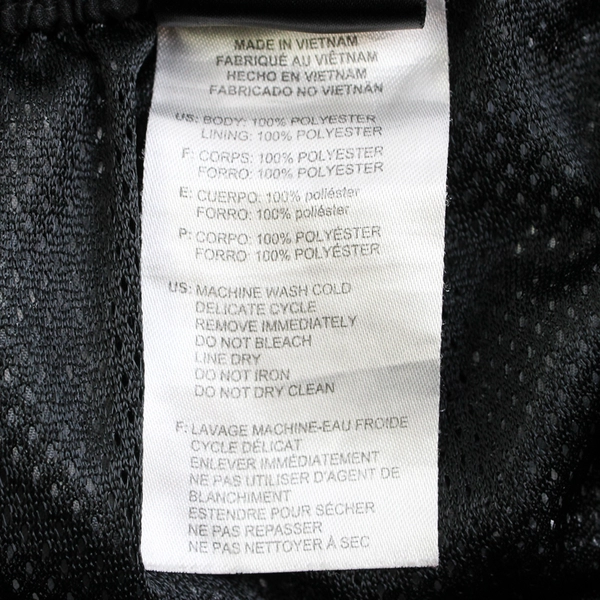 MADE IN VIETNAM
FABRIQUÉ AU VIÊTNAM
HECHO EN VIETNAM
FABRICADO NO VIETNÃN
US: BODY: 100% POLYESTER
LINING: 100% POLYESTER
F: CORPS: 100% POLYÉSTER
FORRO: 100% POLYÉSTER
E: CUERPO: 100% poliéster
FORRO: 100% poliéster
P: CORPO: 100% POLYÉSTER
FORRO: 100% POLYÉSTER
US: MACHINE WASH COLD
DELICATE CYCLE
REMOVE IMMEDIATELY
DO NOT BLEACH
LINE DRY
DO NOT IRON
DO NOT DRY CLEAN
F: LAVAGE MACHINE-EAU FROIDE
CYCLE DÉLICAT
ENLEVER IMMÉDIATEMENT
NE PAS UTILISER D'AGENT DE
BLANCHIMENT
ESTENDRE POUR SÉCHER
NE PAS REPASSER
NE PAS NETTOYER À SEC